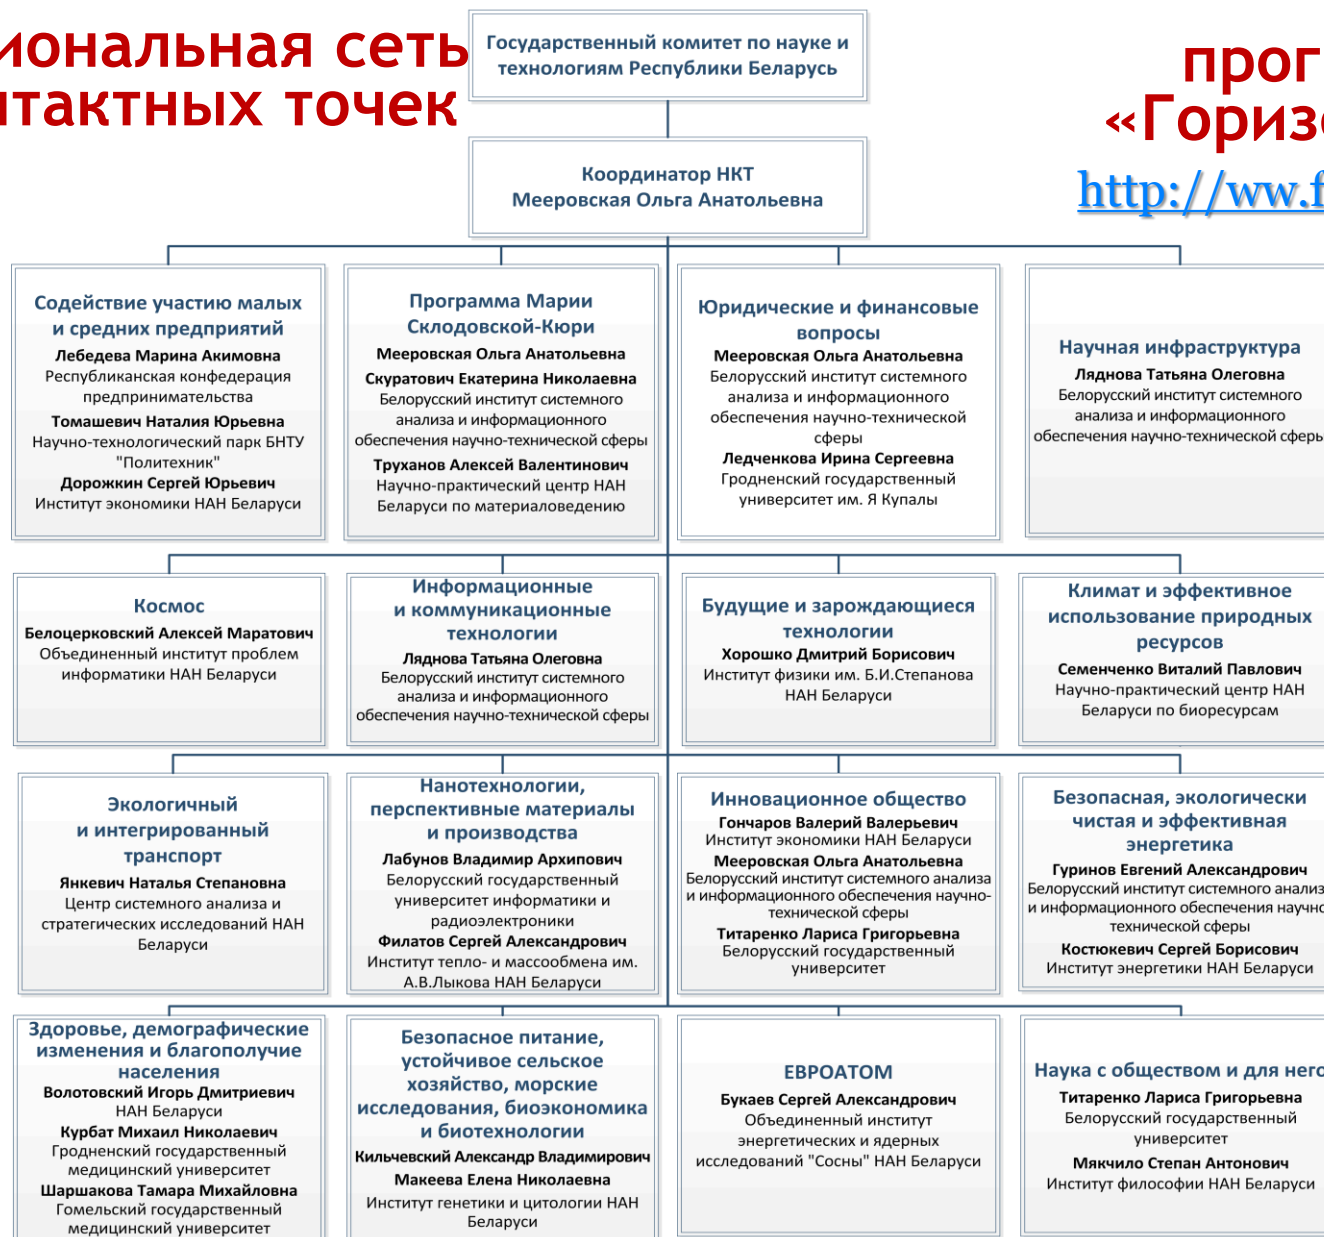 иональная сеть
нтактных точек
прог
«Горизо
http://ww.f
Государственный комитет по науке и
технологиям Республики Беларусь
Координатор НКТ
Мееровская Ольга Анатольевна
Содействие участию малых
и средних предприятий
Лебедева Марина Акимовна
Республиканская конфедерация
предпринимательства
Томашевич Наталия Юрьевна
Научно-технологический парк БНТУ
"Политехник"
Дорожкин Сергей Юрьевич
Институт экономики НАН Беларуси
Программа Марии
Склодовской-Кюри
Мееровская Ольга Анатольевна
Скуратович Екатерина Николаевна
Белорусский институт системного
анализа и информационного
обеспечения научно-технической сферы
Труханов Алексей Валентинович
Научно-практический центр НАН
Беларуси по материаловедению
Юридические и финансовые
вопросы
Мееровская Ольга Анатольевна
Белорусский институт системного
анализа и информационного
обеспечения научно-технической
сферы
Ледченкова Ирина Сергеевна
Гродненский государственный
университет им. Я Купалы
Научная инфраструктура
Ляднова Татьяна Олеговна
Белорусский институт системного
анализа и информационного
обеспечения научно-технической сферы
Космос
Белоцерковский Алексей Маратович
Объединенный институт проблем
информатики НАН Беларуси
Информационные
и коммуникационные
технологии
Ляднова Татьяна Олеговна
Белорусский институт системного
анализа и информационного
обеспечения научно-технической сферы
Будущие и зарождающиеся
технологии
Хорошко Дмитрий Борисович
Институт физики им. Б.И.Степанова
НАН Беларуси
Климат и эффективное
использование природных
ресурсов
Семенченко Виталий Павлович
Научно-практический центр НАН
Беларуси по биоресурсам
Экологичный
и интегрированный
транспорт
Янкевич Наталья Степановна
Центр системного анализа и
стратегических исследований НАН
Беларуси
Нанотехнологии,
перспективные материалы
и производства
Лабунов Владимир Архипович
Белорусский государственный
университет информатики и
радиоэлектроники
Филатов Сергей Александрович
Институт тепло- и массообмена им.
А.В.Лыкова НАН Беларуси
Инновационное общество
Гончаров Валерий Валерьевич
Институт экономики НАН Беларуси
Мееровская Ольга Анатольевна
Белорусский институт системного анализа
и информационного обеспечения научно-
технической сферы
Титаренко Лариса Григорьевна
Белорусский государственный
университет
Безопасная, экологически
чистая и эффективная
энергетика
Гуринов Евгений Александрович
Белорусский институт системного анализ
и информационного обеспечения научно
технической сферы
Костюкевич Сергей Борисович
Институт энергетики НАН Беларуси
Здоровье, демографические
изменения и благополучие
населения
Волотовский Игорь Дмитриевич
НАН Беларуси
Курбат Михаил Николаевич
Гродненский государственный
медицинский университет
Шаршакова Тамара Михайловна
Гомельский государственный
медицинский университет
Безопасное питание,
устойчивое сельское
хозяйство, морские
исследования, биоэкономика
и биотехнологии
Кильчевский Александр Владимирович
Макеева Елена Николаевна
Институт генетики и цитологии НАН
Беларуси
ЕВРОАТОМ
Букаев Сергей Александрович
Объединенный институт
энергетических и ядерных
исследований "Сосны" НАН Беларуси
Наука с обществом и для него
Титаренко Лариса Григорьевна
Белорусский государственный
университет
Мякчило Степан Антонович
Институт философии НАН Беларуси